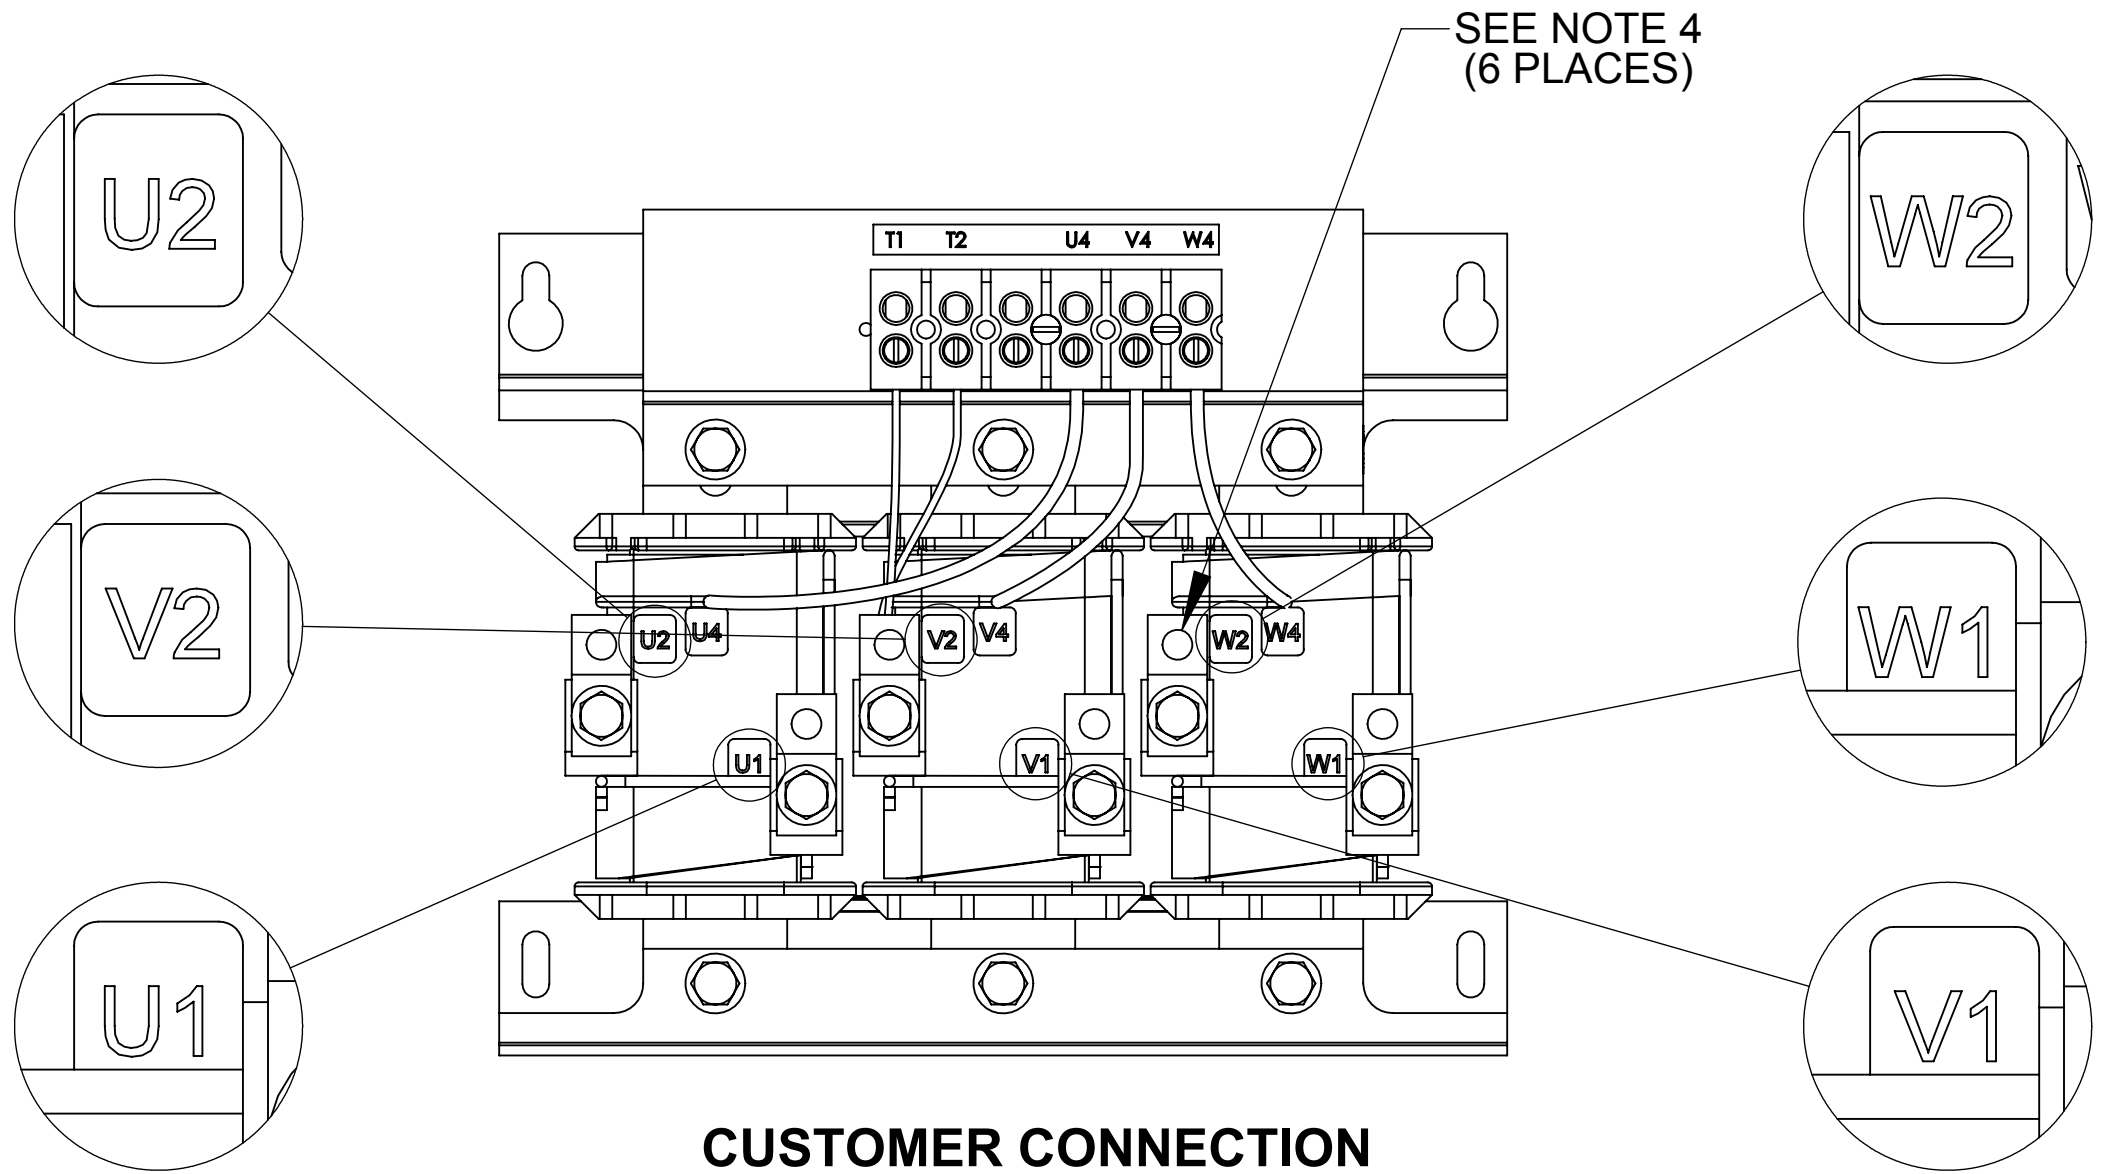 SEE NOTE 4
(6 PLACES)
U2
W2
T1 T2 U4 V4 W4
V2
W1
U2 U4 V2 V4 W2 W4
U1 V1 W1
U1
V1
CUSTOMER CONNECTION